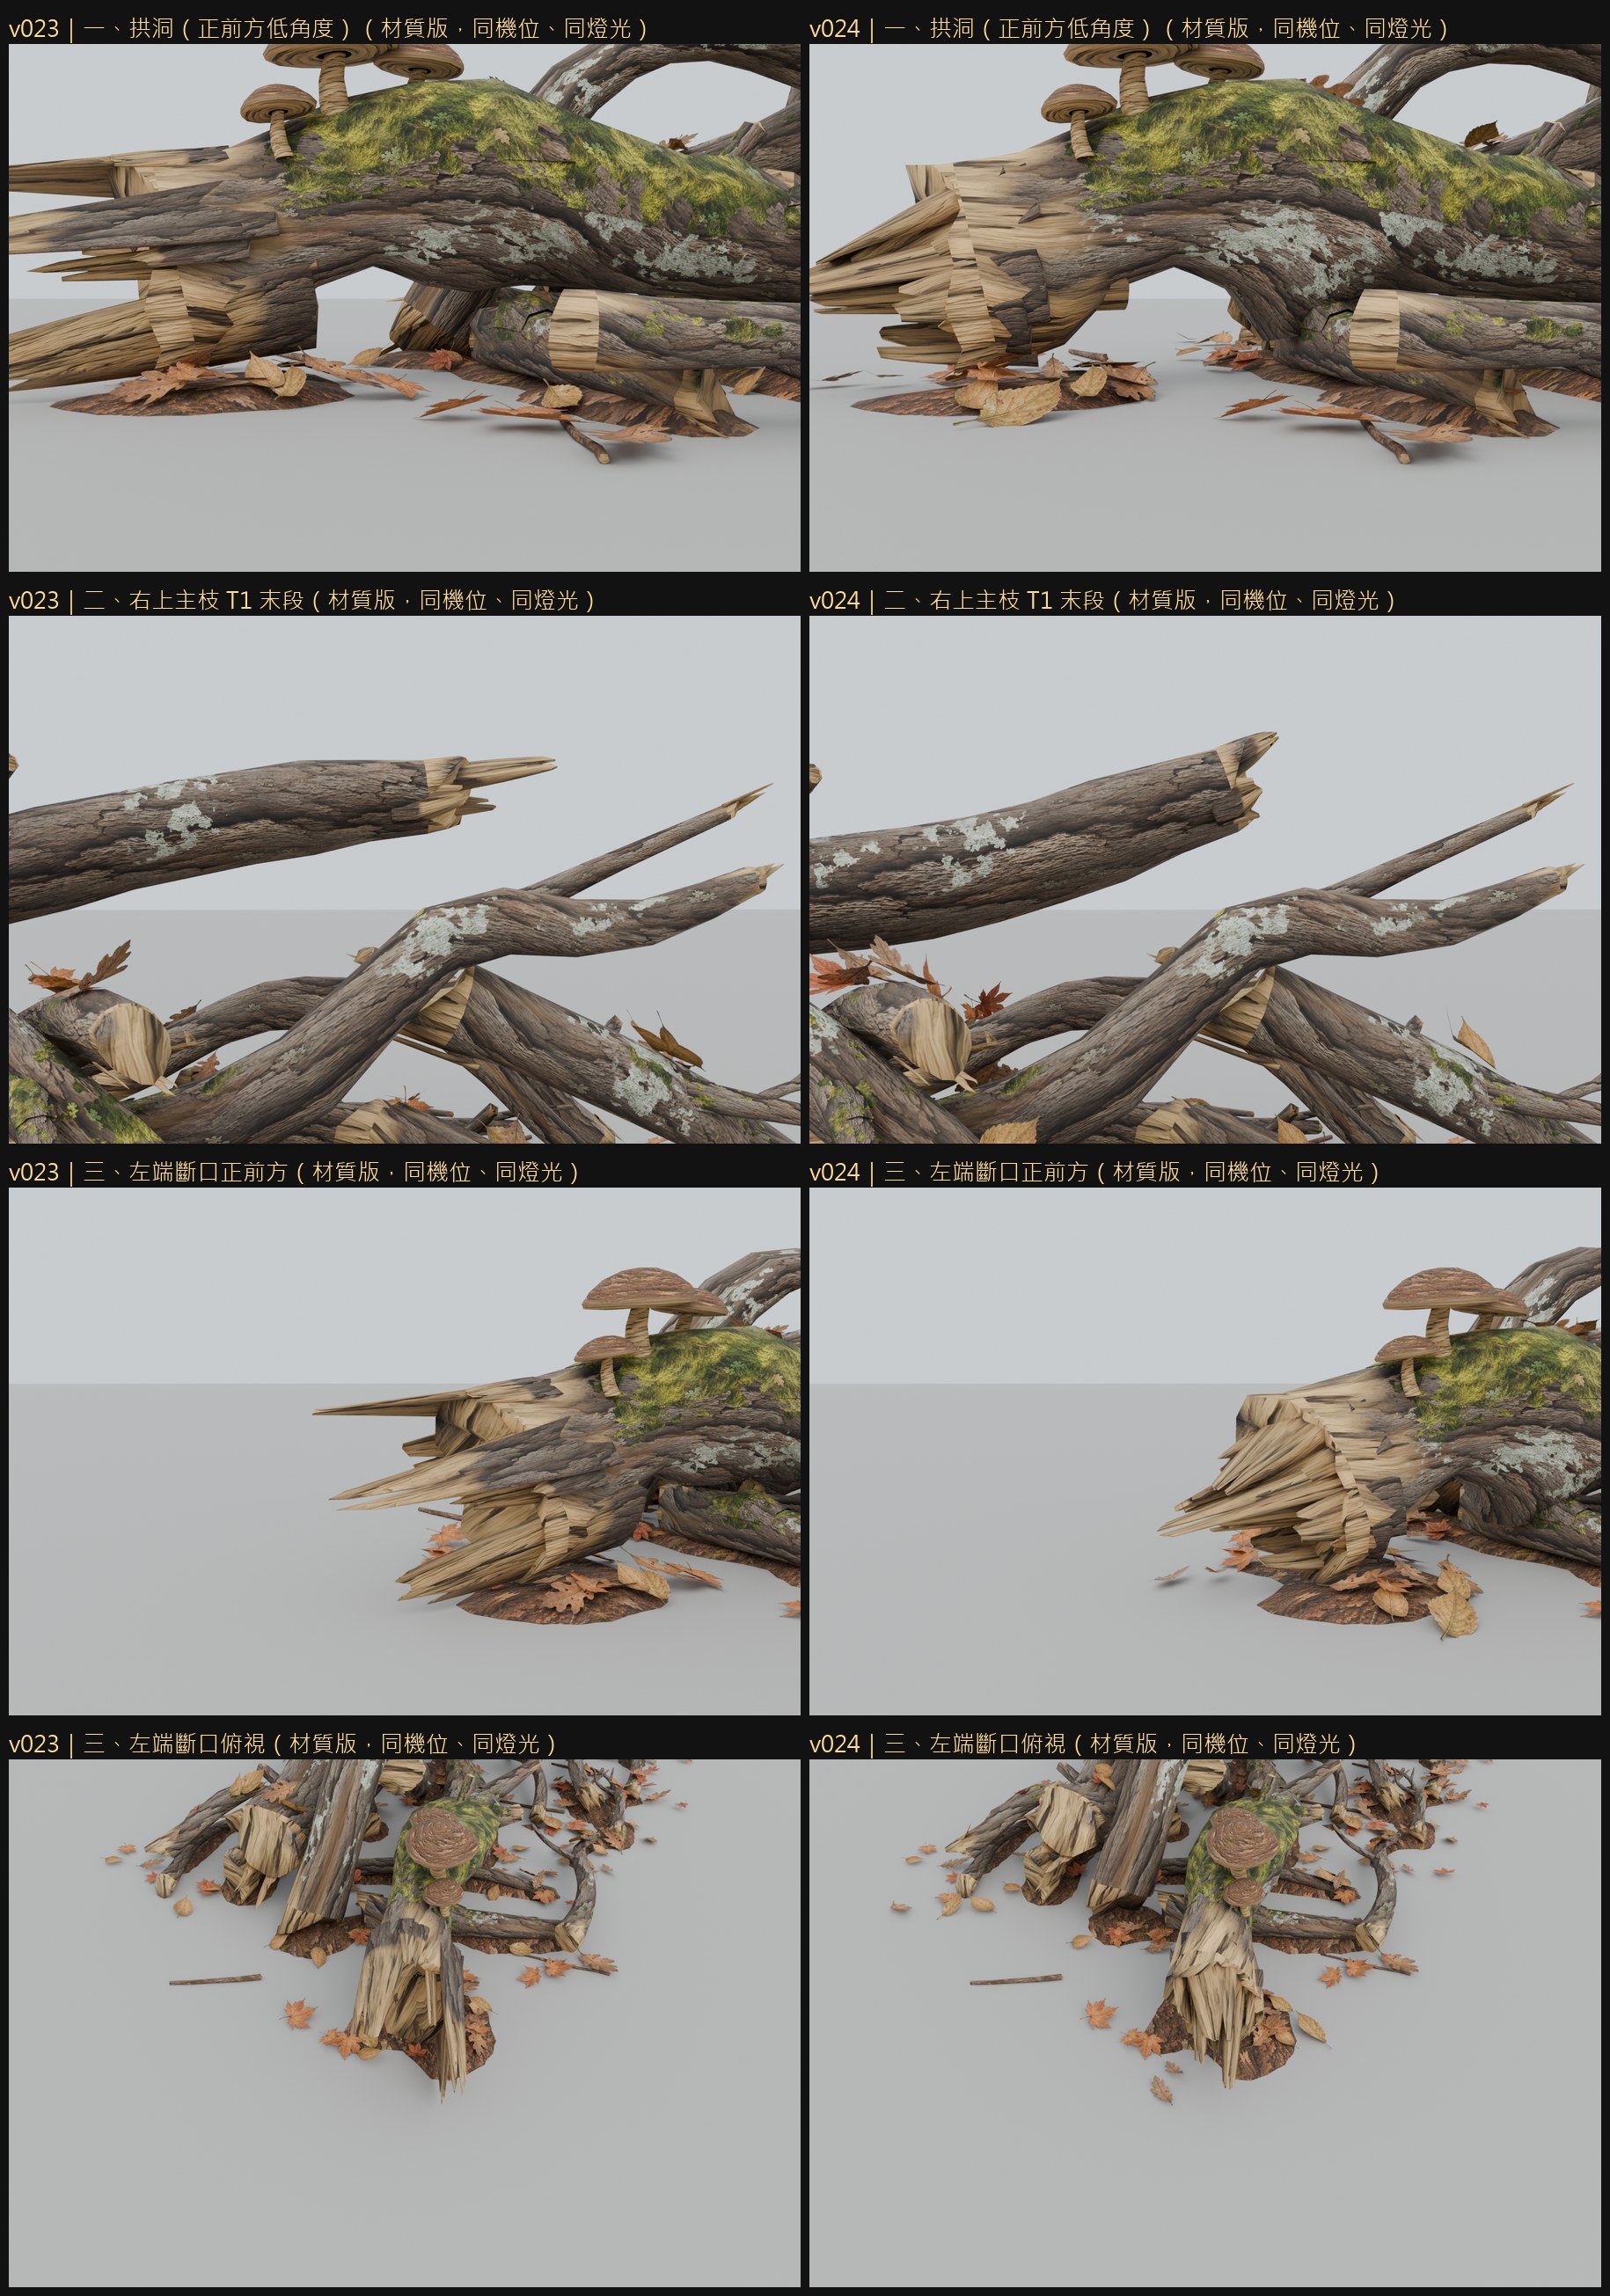 v023｜一、拱洞（正前方低角度）（材質版，同機位、同燈光）
v024｜一、拱洞（正前方低角度）（材質版，同機位、同燈光）
v023｜二、右上主枝 T1 末段（材質版，同機位、同燈光）
v024｜二、右上主枝 T1 末段（材質版，同機位、同燈光）
v023｜三、左端斷口正前方（材質版，同機位、同燈光）
v024｜三、左端斷口正前方（材質版，同機位、同燈光）
v023｜三、左端斷口俯視（材質版，同機位、同燈光）
v024｜三、左端斷口俯視（材質版，同機位、同燈光）